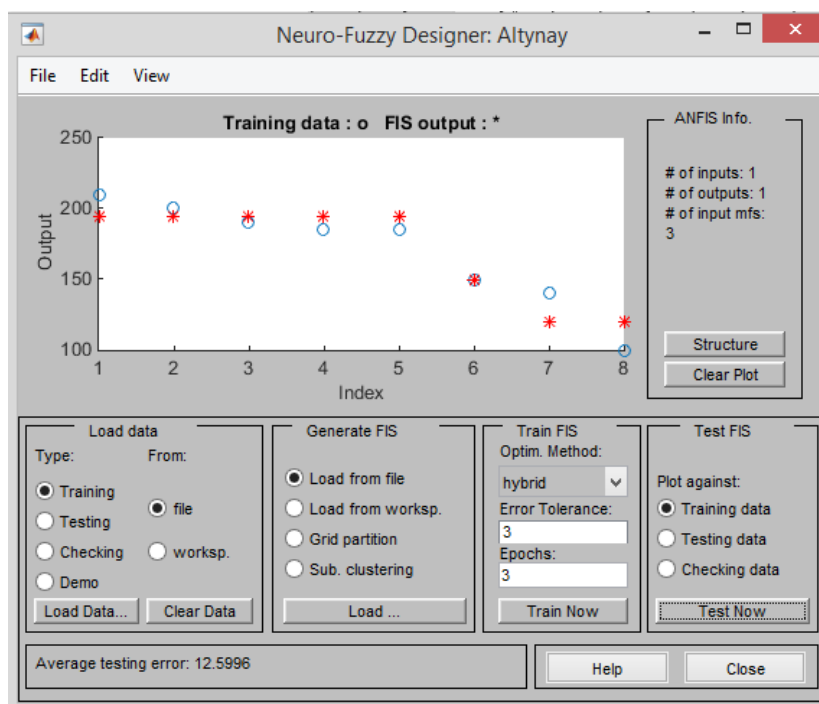 Neuro-Fuzzy Designer: Altynay
File Edit View
Training data : o FIS output : *
250
200
150
100
Output
1 2 3 4 5 6 7 8
Index
ANFIS Info.
# of inputs: 1
# of outputs: 1
# of input mfs:
3
Structure
Clear Plot
Load data
Type: From:
Training
Testing
Checking
Demo
file
worksp.
Load Data... Clear Data
Generate FIS
Load from file
Load from worksp.
Grid partition
Sub. clustering
Load ...
Train FIS
Optim. Method:
hybrid
Error Tolerance:
3
Epochs:
3
Train Now
Test FIS
Plot against:
Training data
Testing data
Checking data
Test Now
Average testing error: 12.5996
Help Close